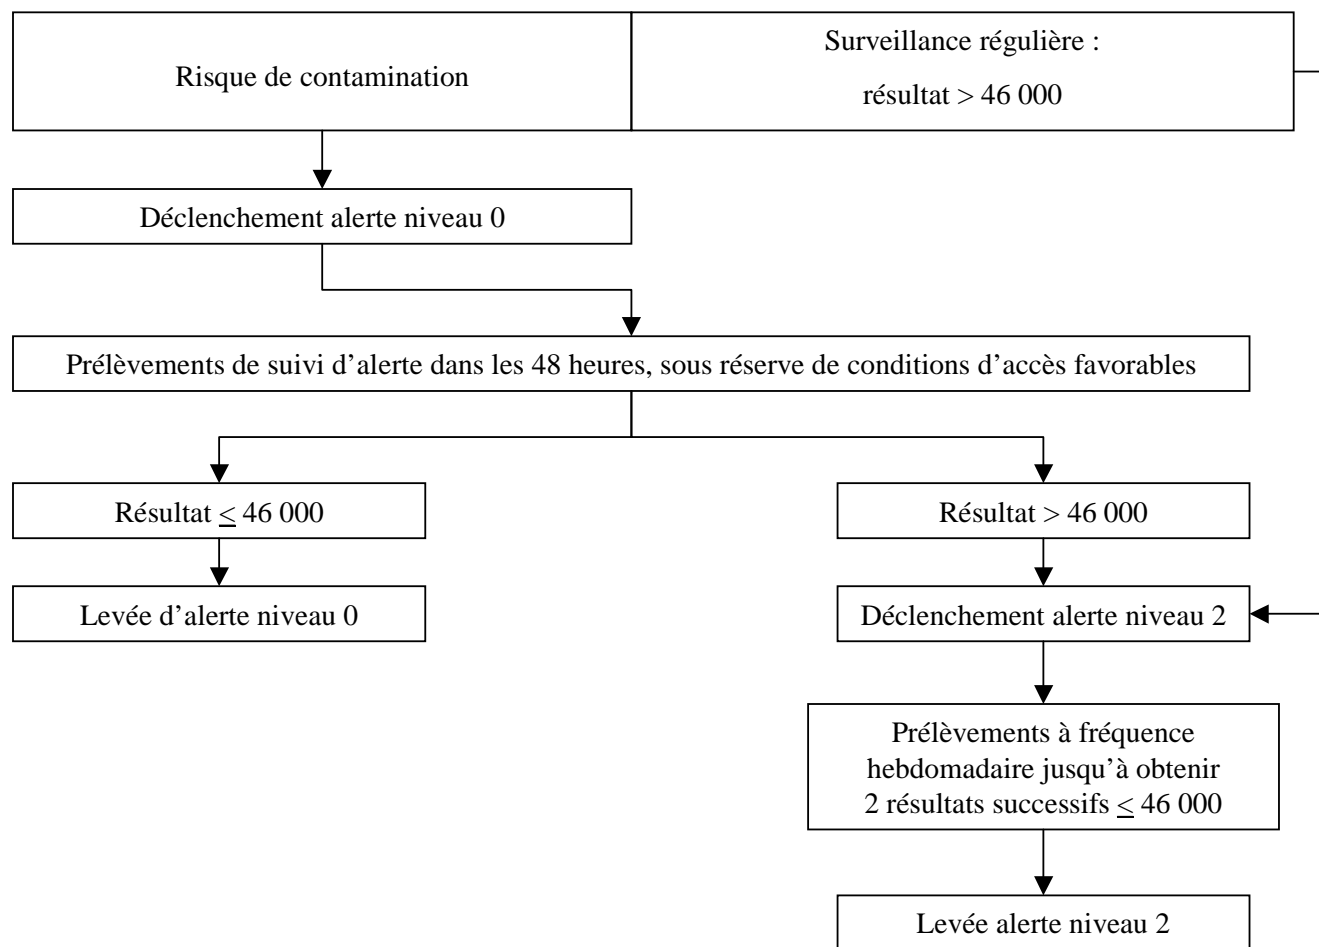 Risque de contamination
Surveillance régulière :
résultat > 46 000
Déclenchement alerte niveau 0
Prélèvements de suivi d’alerte dans les 48 heures, sous réserve de conditions d’accès favorables
Résultat ≤ 46 000
Résultat > 46 000
Levée d’alerte niveau 0
Déclenchement alerte niveau 2
Prélèvements à fréquence
hebdomadaire jusqu’à obtenir
2 résultats successifs ≤ 46 000
Levée alerte niveau 2